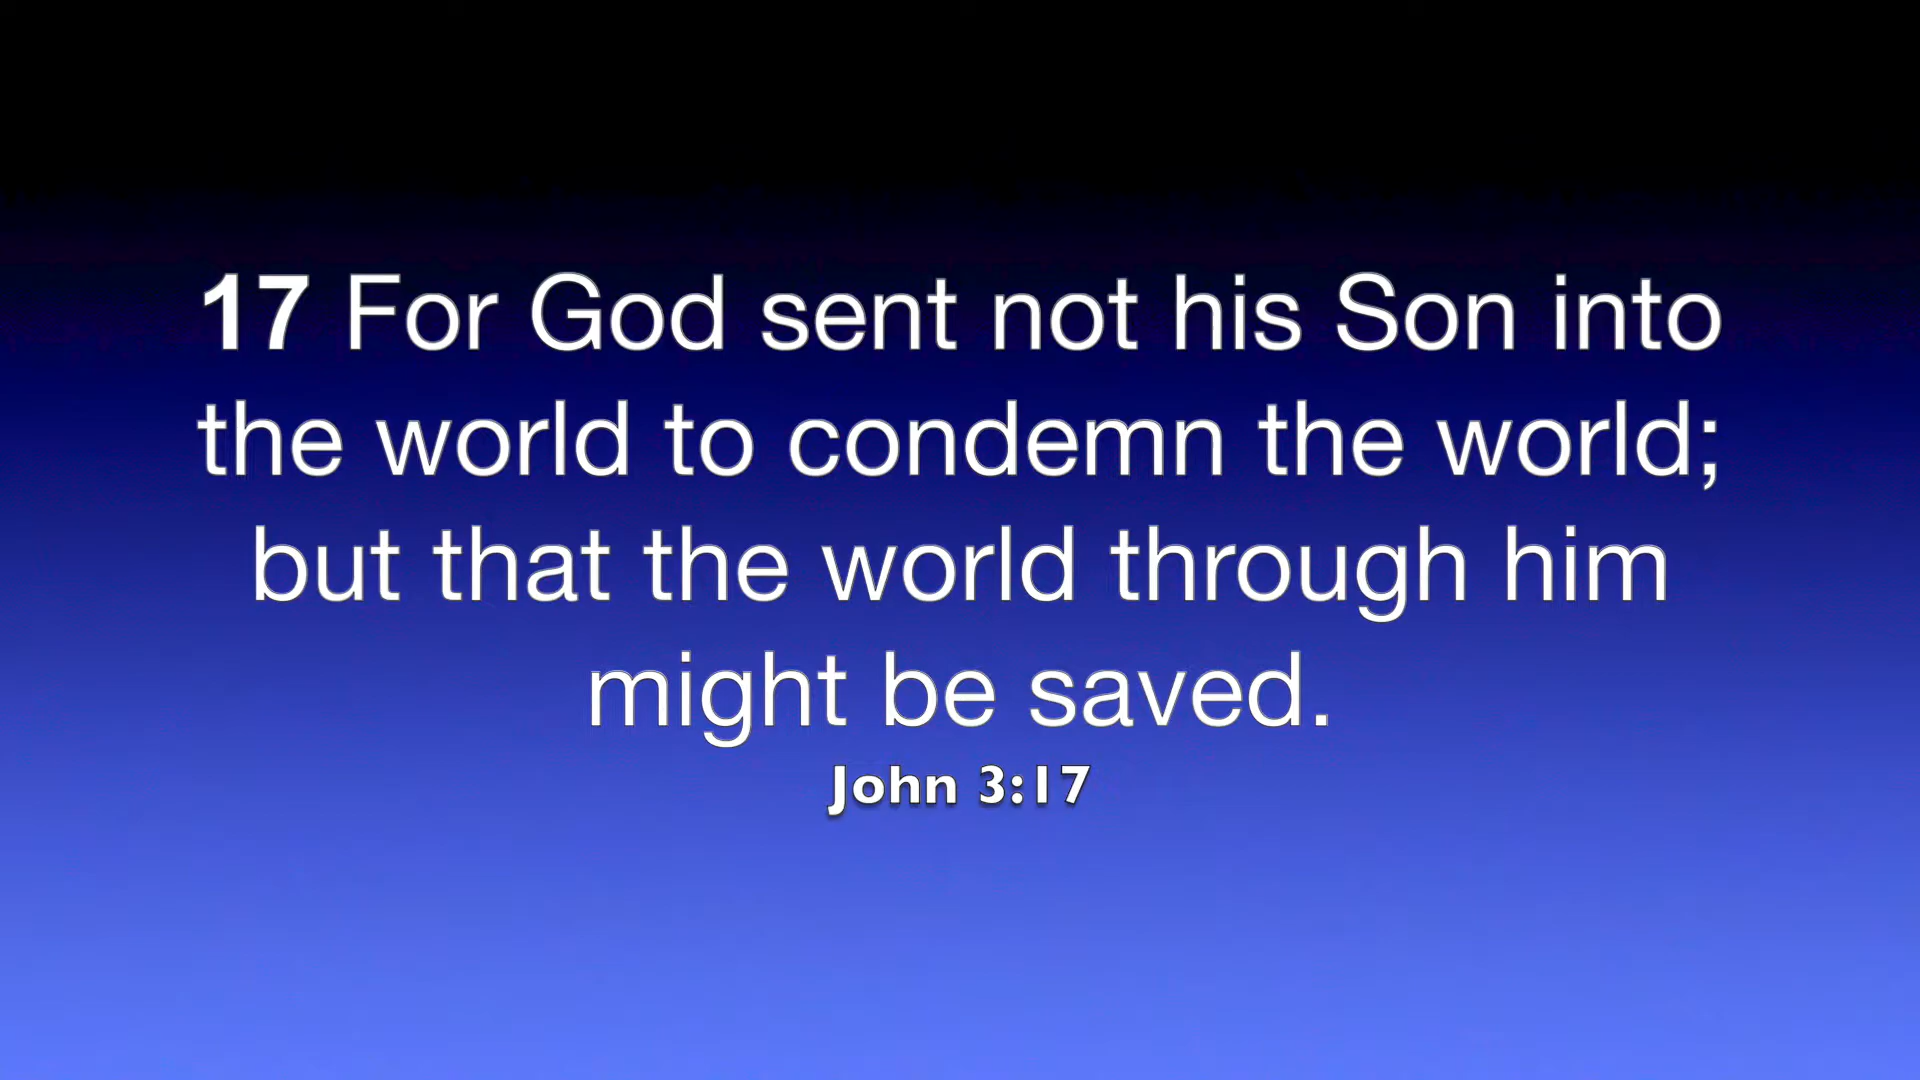 17 For God sent not his Son into
the world to condemn the world;
but that the world through him
might be saved.
John 3:17